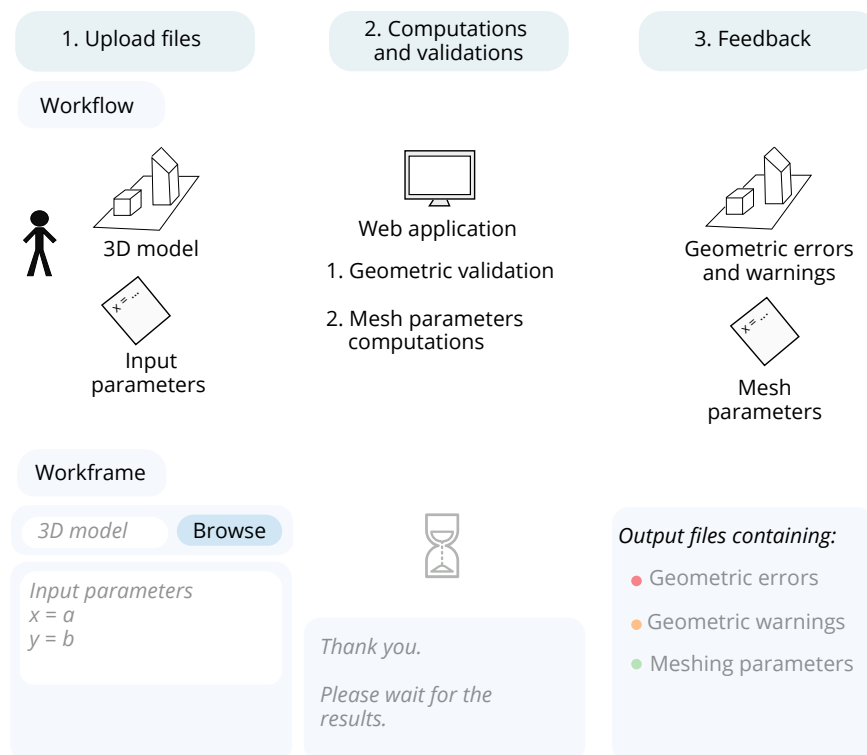 1. Upload files
2. Computations
and validations
3. Feedback
Workflow
3D model
x = ...
Input
parameters
Web application
1. Geometric validation
2. Mesh parameters
computations
Geometric errors
and warnings
x = ...
Mesh
parameters
Workframe
3D model
Browse
Input parameters
x = a
y = b
Thank you.
Please wait for the
results.
Output files containing:
Geometric errors
Geometric warnings
Meshing parameters